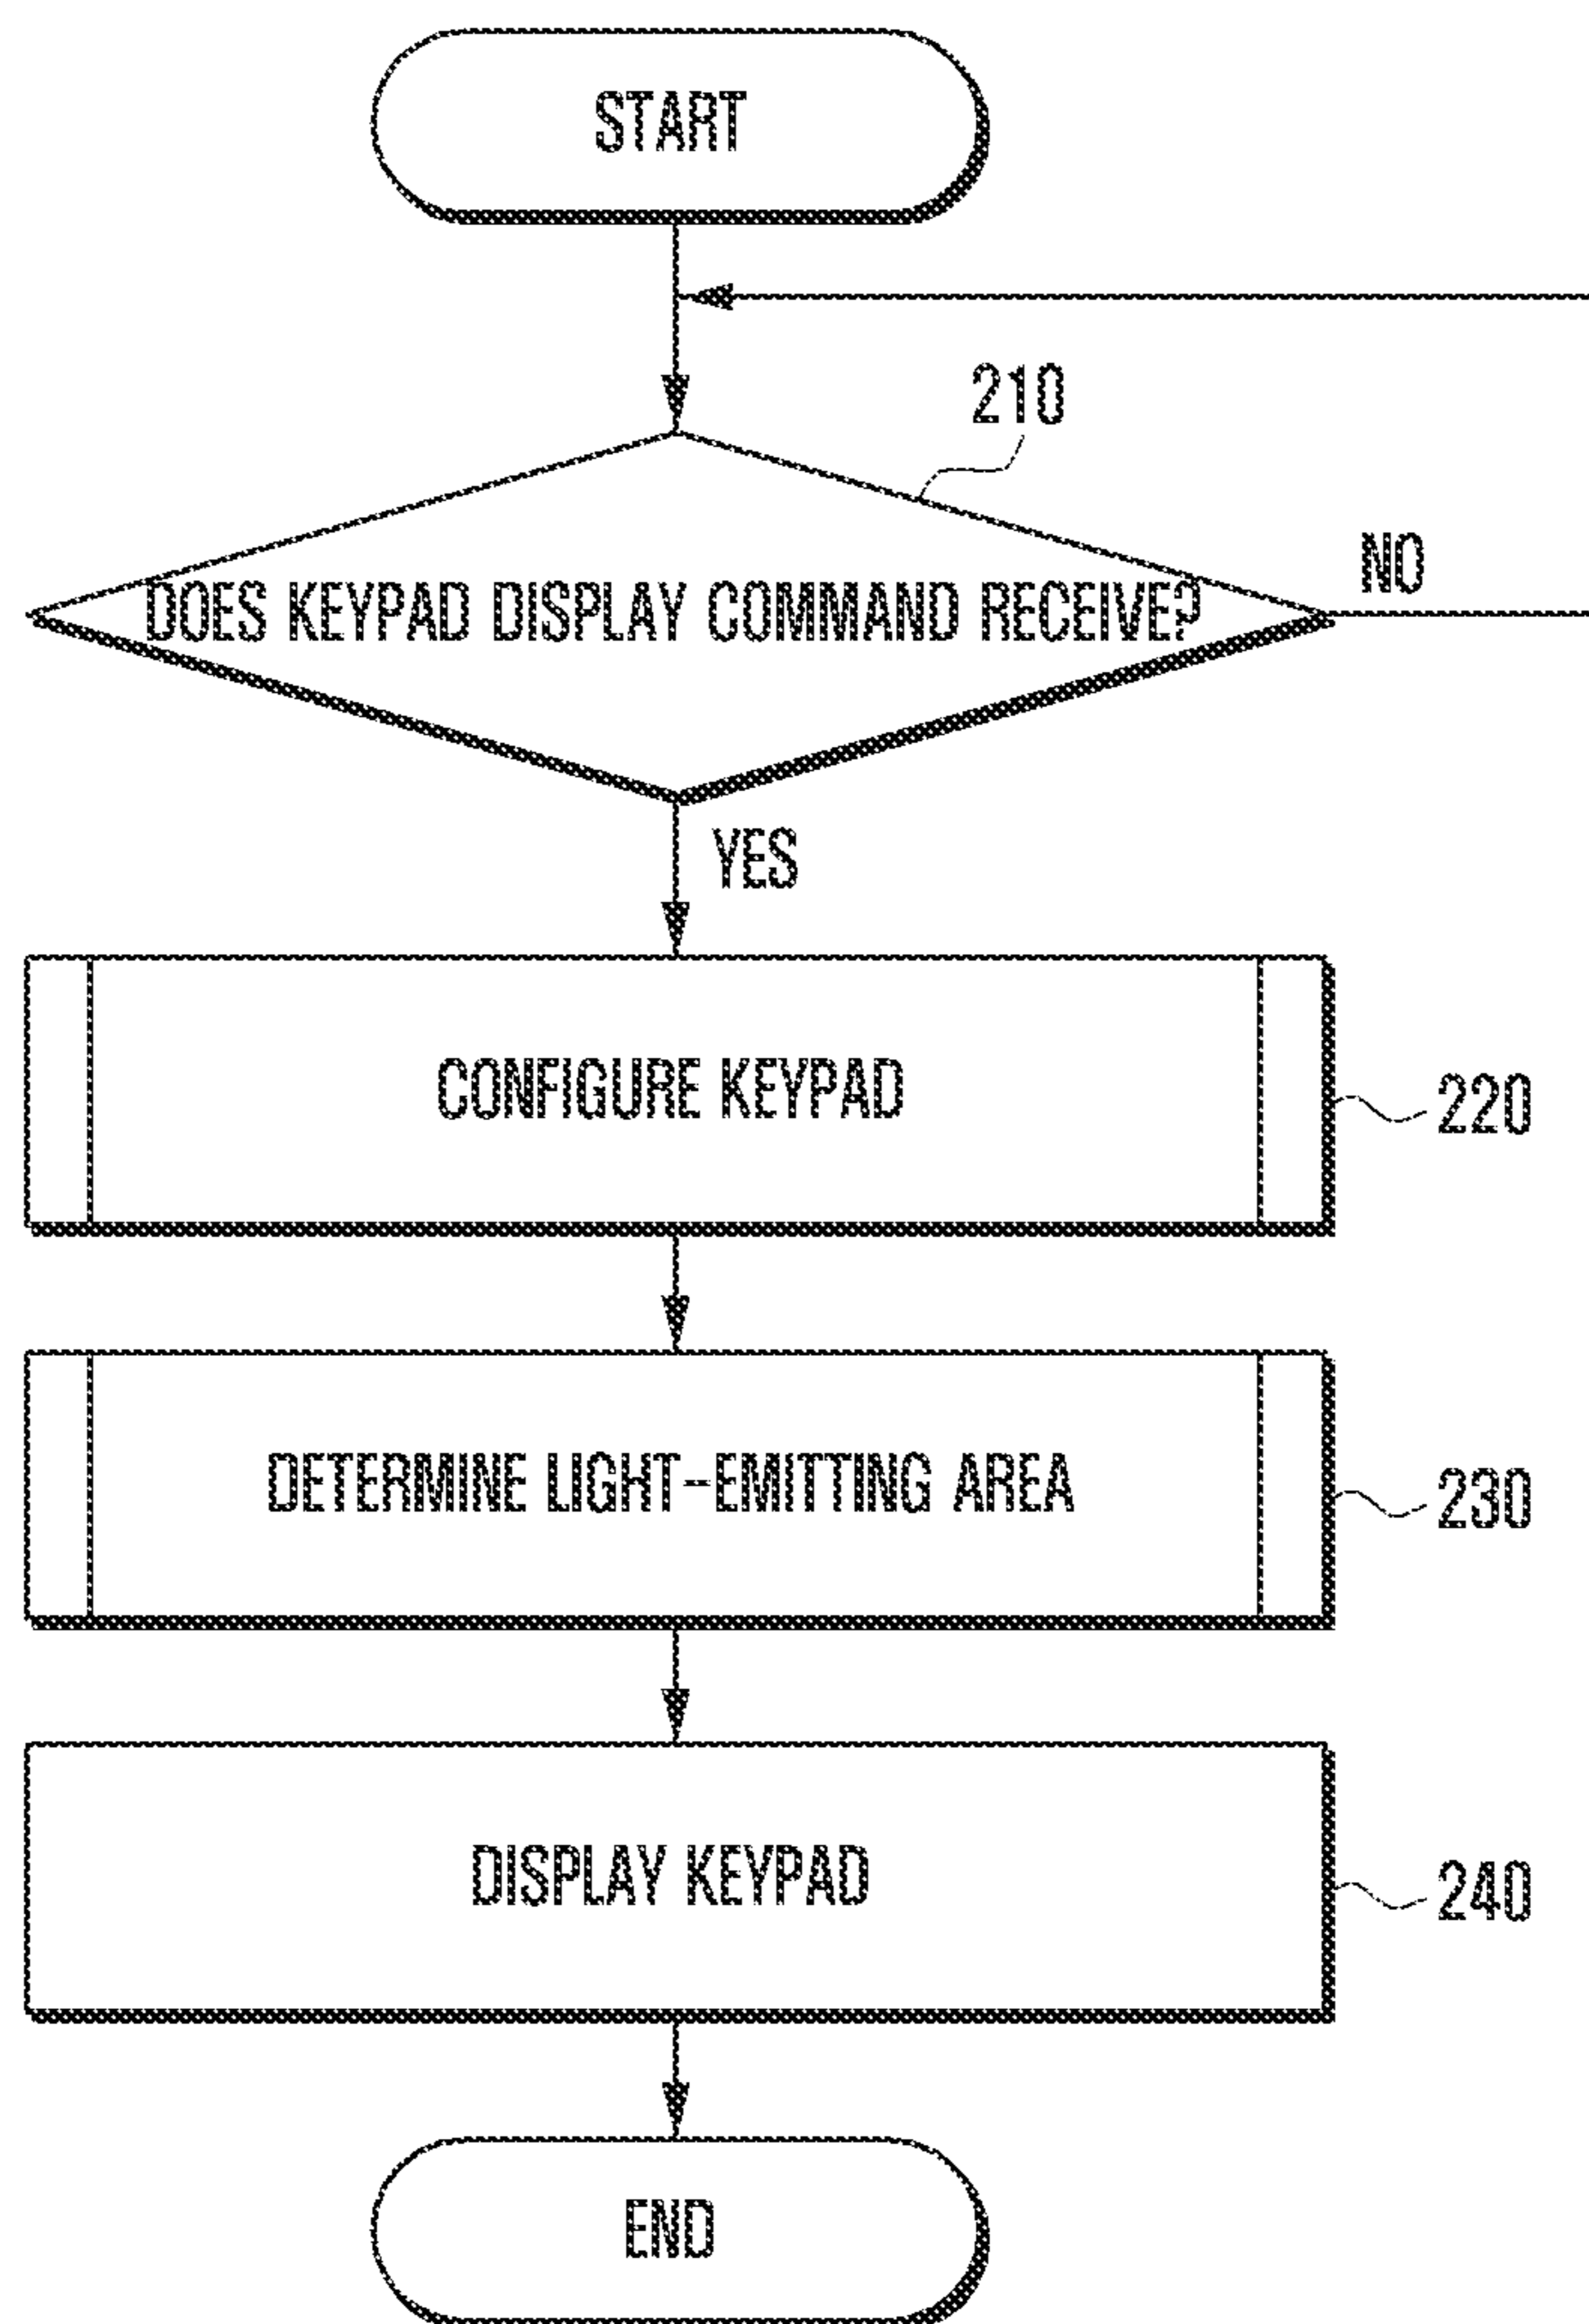 START
210
DOES KEYPAD DISPLAY COMMAND RECEIVE?
NO
YES
CONFIGURE KEYPAD
220
DETERMINE LIGHT-EMITTING AREA
230
DISPLAY KEYPAD
240
END